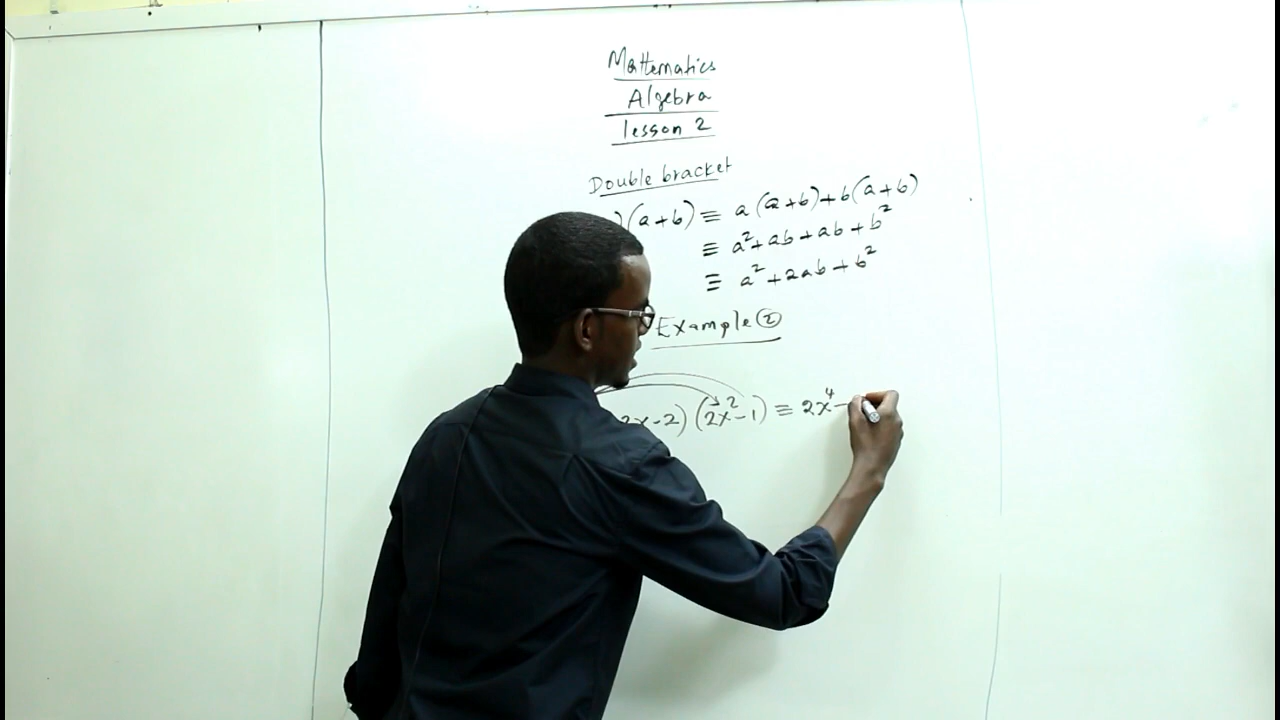 Mathematics
Algebra
lesson 2
Double bracket
)(a+b) ≡ a(a+b)+b(a+b)
≡ a²+ab+ab+b²
≡ a²+2ab+b²
Example ②
2x-2)(2x²-1) ≡ 2x⁴-